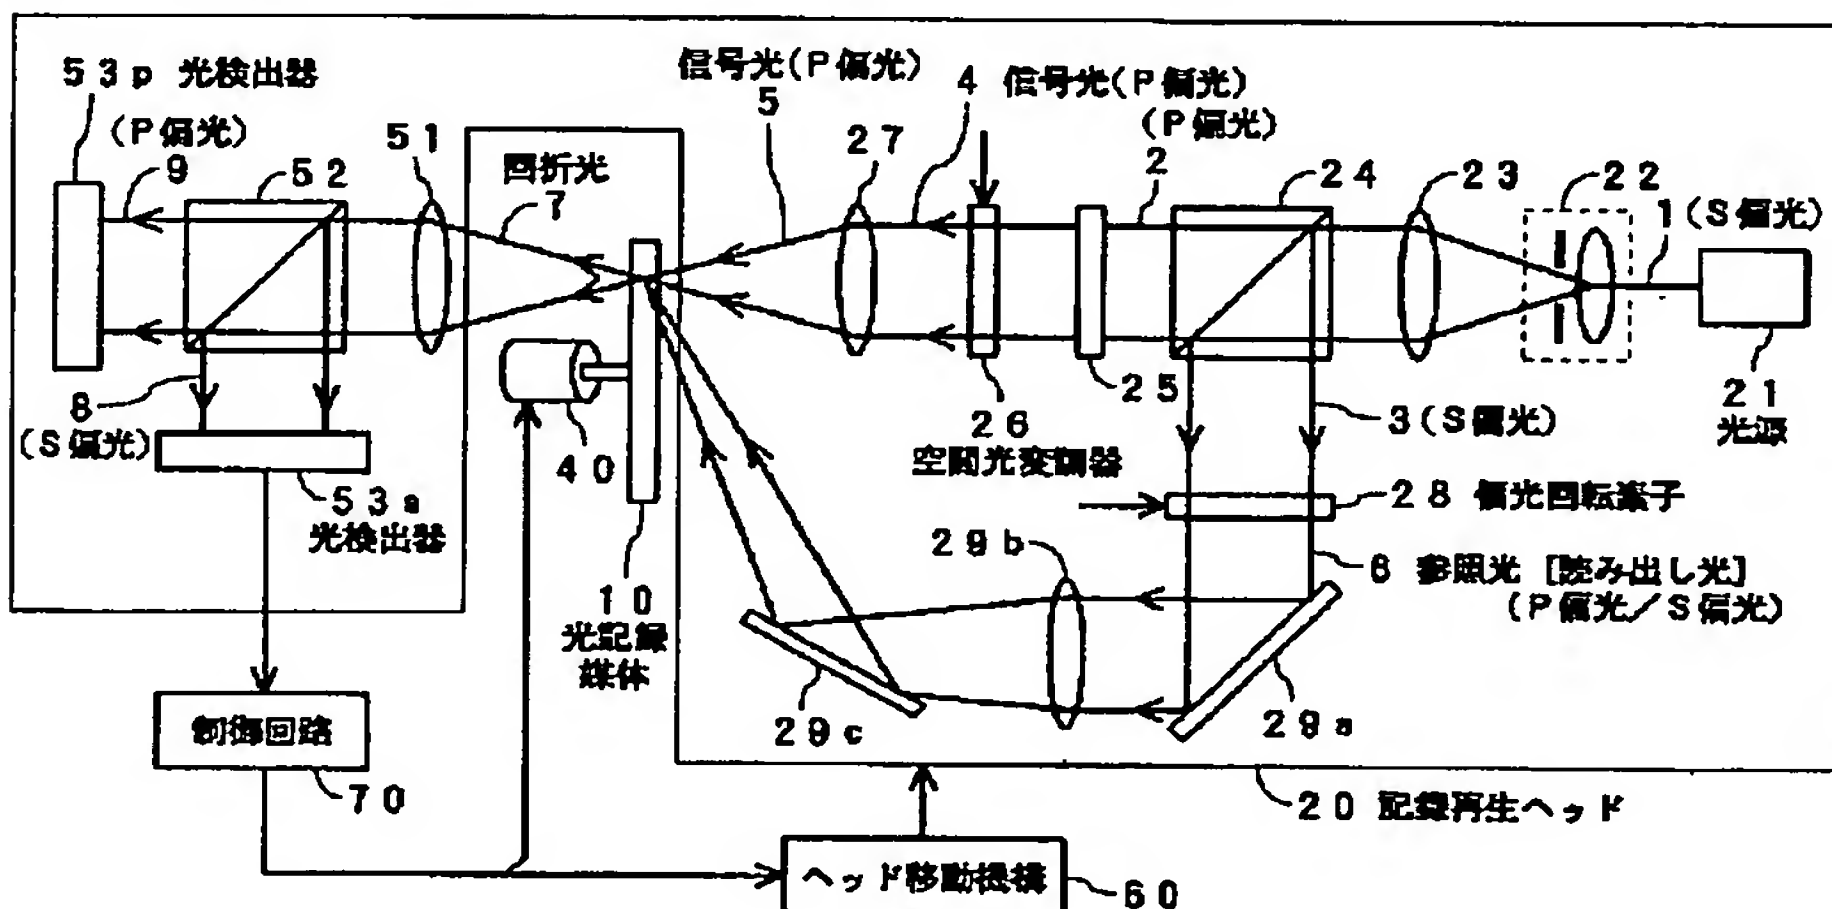 53p 光検出器
(P偏光)
9
52
51
回折光
7
信号光(P偏光)
5
4 信号光(P偏光)
(P偏光)
2
27
24
23
22
1(S偏光)
21
光源
25
26
空間光変調器
3(S偏光)
28 偏光回転素子
6 参照光 [読み出し光]
(P偏光/S偏光)
8
(S偏光)
53s
光検出器
40
10
光記録
媒体
29b
29c
29a
制御回路
70
20 記録再生ヘッド
ヘッド移動機構
60